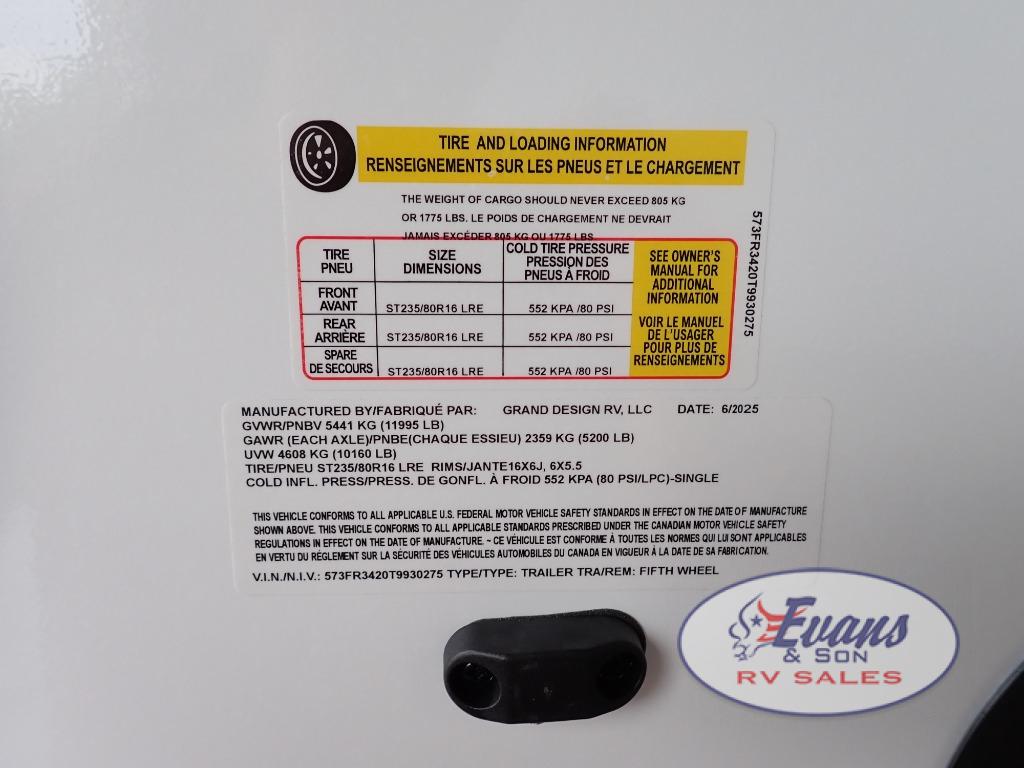 TIRE AND LOADING INFORMATION
RENSEIGNEMENTS SUR LES PNEUS ET LE CHARGEMENT
THE WEIGHT OF CARGO SHOULD NEVER EXCEED 805 KG
OR 1775 LBS. LE POIDS DE CHARGEMENT NE DEVRAIT
JAMAIS EXCÉDER 805 KG OU 1775 LBS
TIRE
PNEU
SIZE
DIMENSIONS
COLD TIRE PRESSURE
PRESSION DES
PNEUS À FROID
FRONT
AVANT
ST235/80R16 LRE
552 KPA /80 PSI
REAR
ARRIÈRE
ST235/80R16 LRE
552 KPA /80 PSI
SPARE
DE SECOURS
ST235/80R16 LRE
552 KPA /80 PSI
SEE OWNER'S
MANUAL FOR
ADDITIONAL
INFORMATION
VOIR LE MANUEL
DE L'USAGER
POUR PLUS DE
RENSEIGNEMENTS
573FR3420T9930275
MANUFACTURED BY/FABRIQUÉ PAR: GRAND DESIGN RV, LLC DATE: 6/2025
GVWR/PNBV 5441 KG (11995 LB)
GAWR (EACH AXLE)/PNBE(CHAQUE ESSIEU) 2359 KG (5200 LB)
UVW 4608 KG (10160 LB)
TIRE/PNEU ST235/80R16 LRE RIMS/JANTE16X6J, 6X5.5
COLD INFL. PRESS/PRESS. DE GONFL. À FROID 552 KPA (80 PSI/LPC)-SINGLE
THIS VEHICLE CONFORMS TO ALL APPLICABLE U.S. FEDERAL MOTOR VEHICLE SAFETY STANDARDS IN EFFECT ON THE DATE OF MANUFACTURE
SHOWN ABOVE. THIS VEHICLE CONFORMS TO ALL APPLICABLE STANDARDS PRESCRIBED UNDER THE CANADIAN MOTOR VEHICLE SAFETY
REGULATIONS IN EFFECT ON THE DATE OF MANUFACTURE. ~ CE VÉHICULE EST CONFORME À TOUTES LES NORMES QUI LUI SONT APPLICABLES
EN VERTU DU RÉGLEMENT SUR LA SÉCURITÉ DES VÉHICULES AUTOMOBILES DU CANADA EN VIGUEUR À LA DATE DE SA FABRICATION.
V.I.N./N.I.V.: 573FR3420T9930275 TYPE/TYPE: TRAILER TRA/REM: FIFTH WHEEL
Evans
& SON
RV SALES